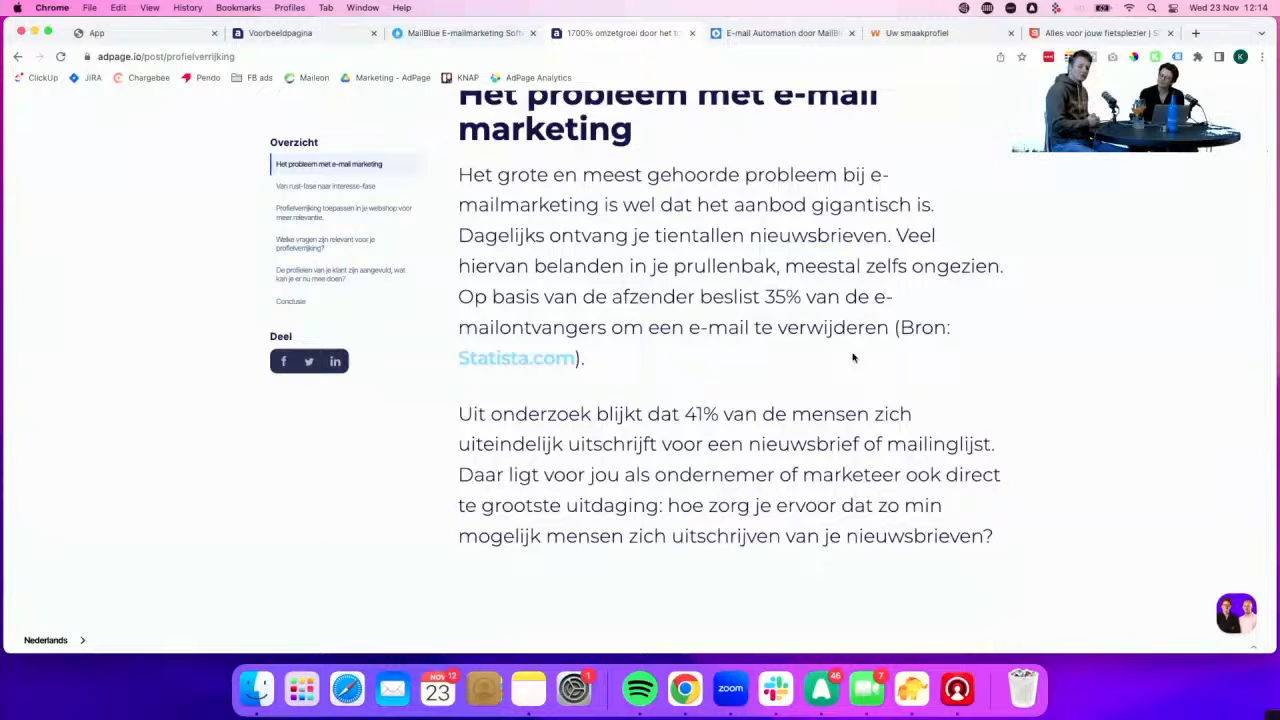 Chrome File Edit View History Bookmarks Profiles Tab Window Help Wed 23 Nov 12:14
App Voorbeeldpagina MailBlue E-mailmarketing Soft 1700% omzetgroei door het to E-mail Automation door MailBl Uw smaakprofiel Alles voor jouw fietsplezier | S
adpage.io/post/profielverrijking
K
ClickUp JIRA Chargebee Pendo FB ads Maileon Marketing - AdPage KNAP AdPage Analytics
Het probleem met e-mail
marketing
Overzicht
Het probleem met e-mail marketing
Van rust-fase naar interesse-fase
Profielverrijking toepassen in je webshop voor
meer relevantie.
Welke vragen zijn relevant voor je
profielverrijking?
De profielen van je klant zijn aangevuld, wat
kan je er nu mee doen?
Conclusie
Deel
Het grote en meest gehoorde probleem bij e-
mailmarketing is wel dat het aanbod gigantisch is.
Dagelijks ontvang je tientallen nieuwsbrieven. Veel
hiervan belanden in je prullenbak, meestal zelfs ongezien.
Op basis van de afzender beslist 35% van de e-
mailontvangers om een e-mail te verwijderen (Bron:
Statista.com).
Uit onderzoek blijkt dat 41% van de mensen zich
uiteindelijk uitschrijft voor een nieuwsbrief of mailinglijst.
Daar ligt voor jou als ondernemer of marketeer ook direct
te grootste uitdaging: hoe zorg je ervoor dat zo min
mogelijk mensen zich uitschrijven van je nieuwsbrieven?
Nederlands
NOV 12
23
1
zoom
46
7